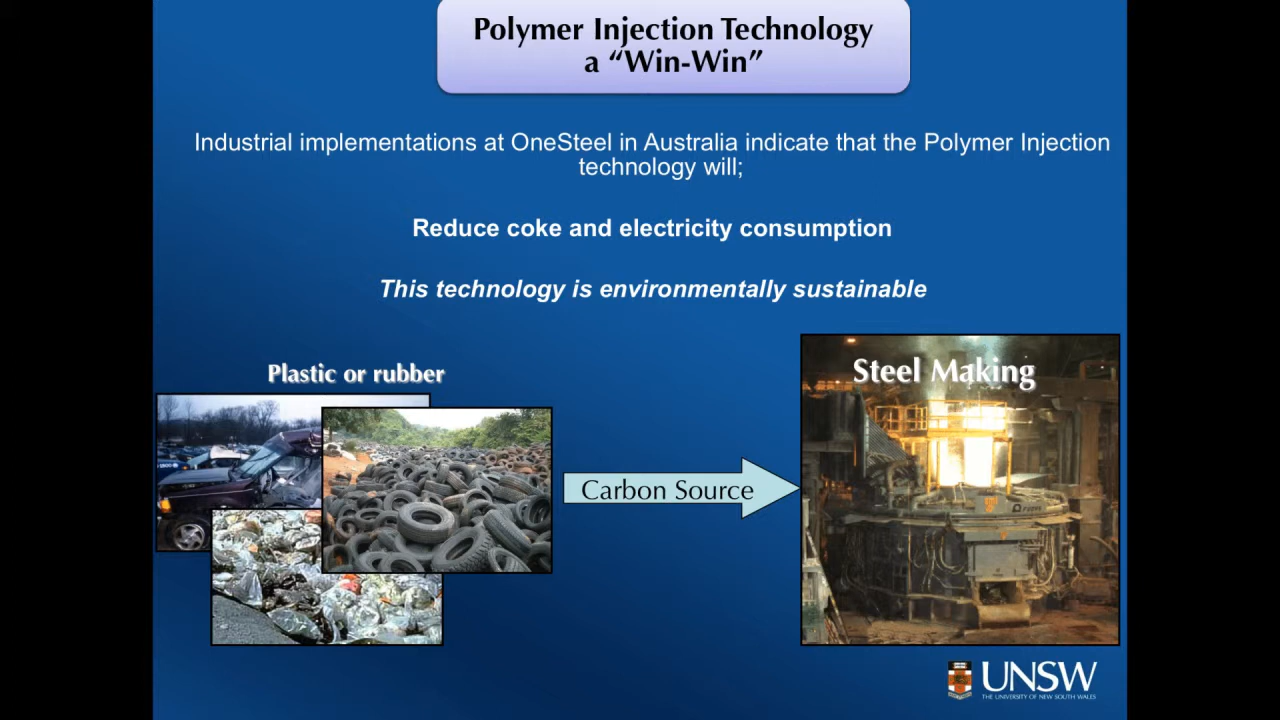 Polymer Injection Technology
a “Win-Win”
Industrial implementations at OneSteel in Australia indicate that the Polymer Injection
technology will;
Reduce coke and electricity consumption
This technology is environmentally sustainable
Plastic or rubber
Steel Making
Carbon Source
UNSW
THE UNIVERSITY OF NEW SOUTH WALES